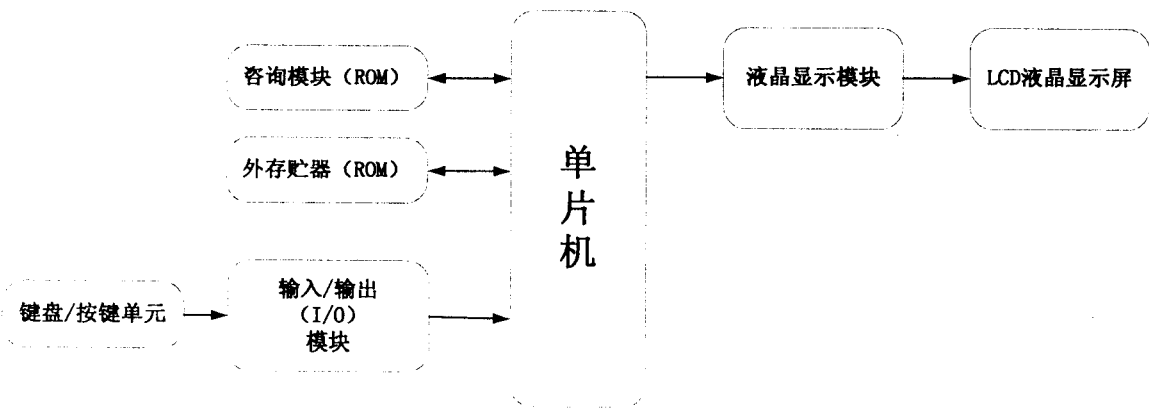 咨询模块（ROM）
外存贮器（ROM）
键盘/按键单元
输入/输出
（I/O）
模块
单
片
机
液晶显示模块
LCD液晶显示屏